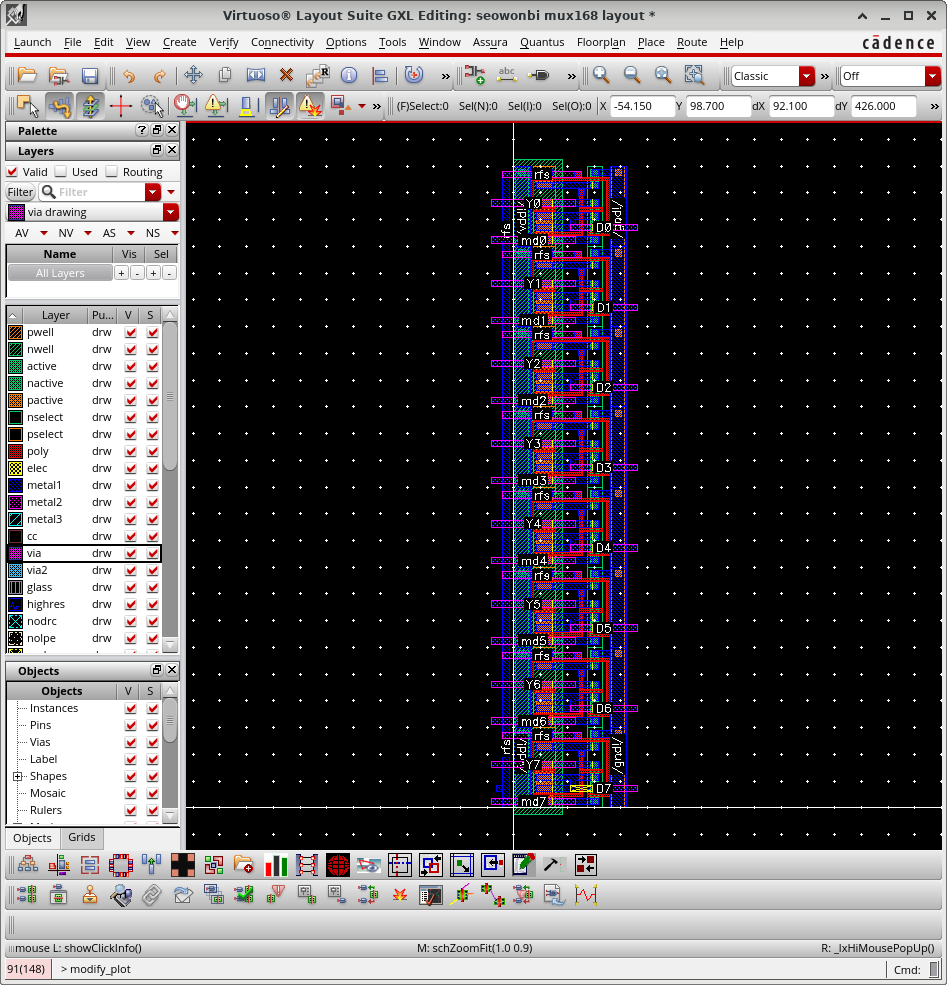 Virtuoso® Layout Suite GXL Editing: seowonbi mux168 layout *
Launch File Edit View Create Verify Connectivity Options Tools Window Assura Quantus Floorplan Place Route Help cādence
» abc » Classic » Off
» (F)Select:0 Sel(N):0 Sel(I):0 Sel(O):0 X -54.150 Y 98.700 dX 92.100 dY 426.000 »
Palette ?
Layers
Valid Used Routing
Filter Filter
via drawing
AV NV AS NS
Name Vis Sel
All Layers + - + -
Layer Pu... V S
pwell drw
nwell drw
active drw
nactive drw
pactive drw
nselect drw
pselect drw
poly drw
elec drw
metal1 drw
metal2 drw
metal3 drw
cc drw
via drw
via2 drw
glass drw
highres drw
nodrc drw
nolpe drw
Objects
Objects V S
Instances
Pins
Vias
Label
Shapes
Mosaic
Rulers
Objects Grids
rfs
Y0
rfs
D0
md0
rfs
Y1
D1
md1
rfs
Y2
D2
md2
rfs
Y3
D3
md3
rfs
Y4
D4
md4
rfs
Y5
D5
md5
rfs
Y6
D6
md6
rfs
rfs
Y7
/gnd/
D7
md7
mouse L: showClickInfo() M: schZoomFit(1.0 0.9) R: _lxHiMousePopUp()
91(148) > modify_plot Cmd: